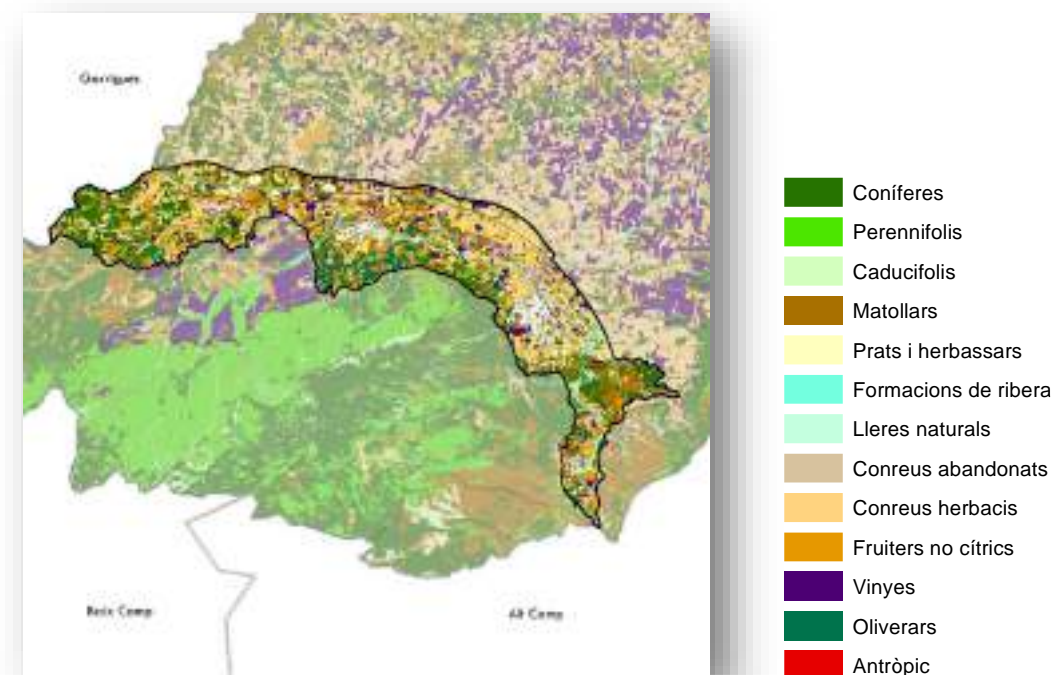 Garrigues
Coníferes
Perennifolis
Caducifolis
Matollars
Prats i herbassars
Formacions de ribera
Lleres naturals
Conreus abandonats
Conreus herbacis
Fruiters no cítrics
Vinyes
Oliverars
Antròpic
Baix Camp
Alt Camp